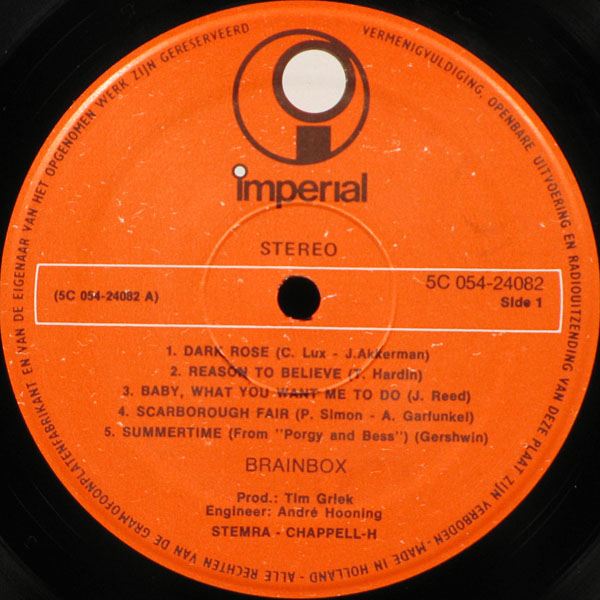 ALLE RECHTEN VAN DE GRAMOFOONPLATENFABRIKANT EN VAN DE EIGENAAR VAN HET OPGENOMEN WERK ZIJN GERESERVEERD
VERMENIGVULDIGING, OPENBARE UITVOERING EN RADIOUITZENDING VAN DEZE PLAAT ZIJN VERBODEN - MADE IN HOLLAND -
imperial
STEREO
(5C 054-24082 A)
5C 054-24082
Side 1
1. DARK ROSE (C. Lux - J.Akkerman)
2. REASON TO BELIEVE (T. Hardin)
3. BABY, WHAT YOU WANT ME TO DO (J. Reed)
4. SCARBOROUGH FAIR (P. Simon - A. Garfunkel)
5. SUMMERTIME (From "Porgy and Bess") (Gershwin)
BRAINBOX
Prod.: Tim Griek
Engineer: André Hooning
STEMRA - CHAPPELL-H